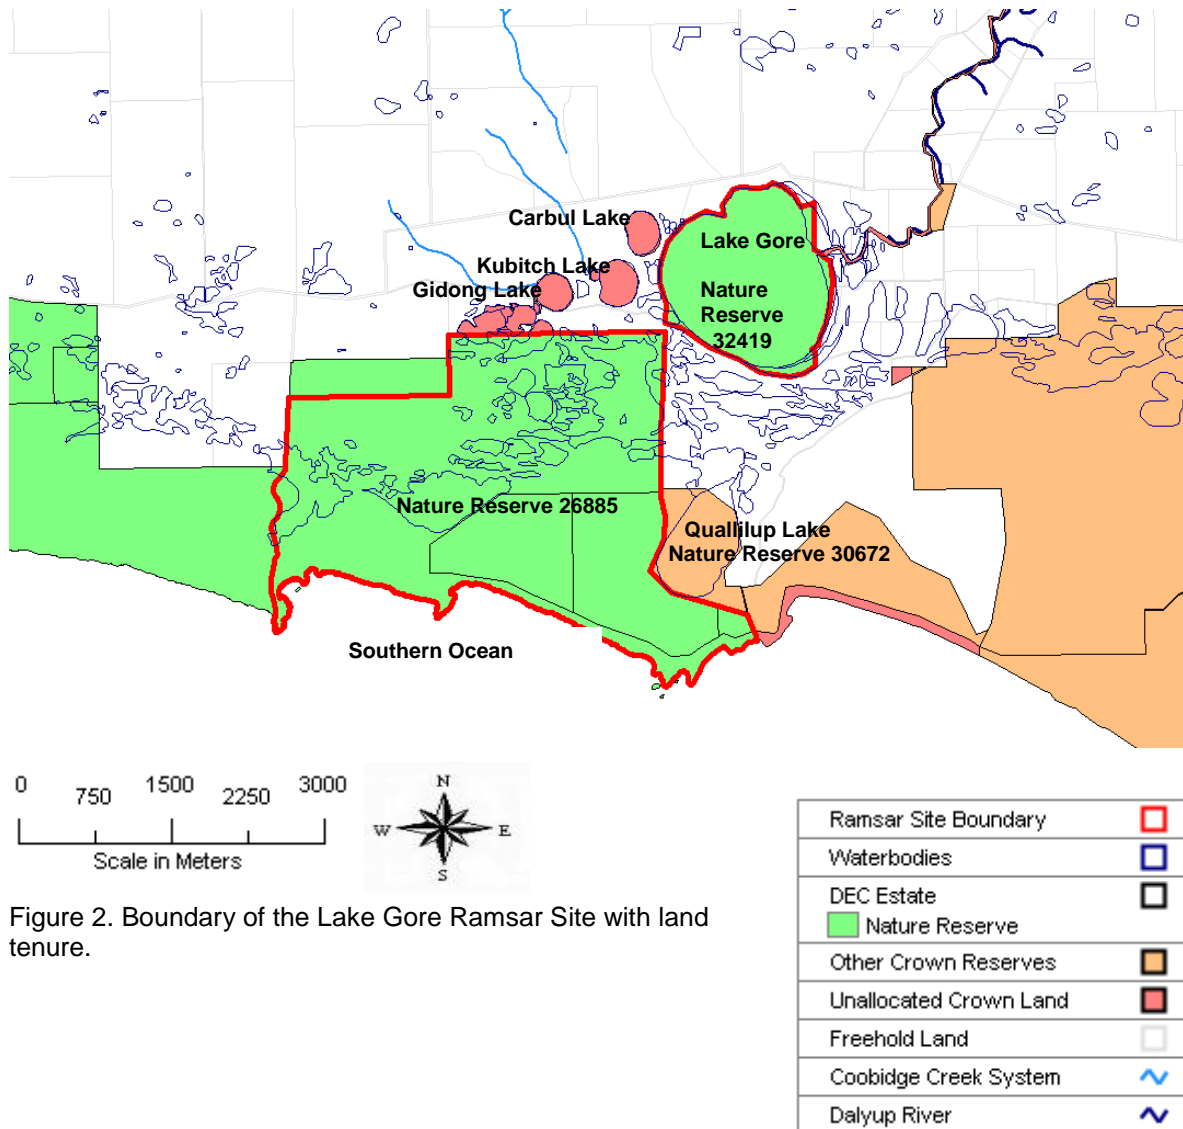 Carbul Lake
Lake Gore
Kubitch Lake
Gidong Lake
Nature
Reserve
32419
Nature Reserve 26885
Quallilup Lake
Nature Reserve 30672
Southern Ocean
0 750 1500 2250 3000
Scale in Meters
N
W E
S
Figure 2. Boundary of the Lake Gore Ramsar Site with land
tenure.
Ramsar Site Boundary
Waterbodies
DEC Estate
Nature Reserve
Other Crown Reserves
Unallocated Crown Land
Freehold Land
Coobidge Creek System
Dalyup River